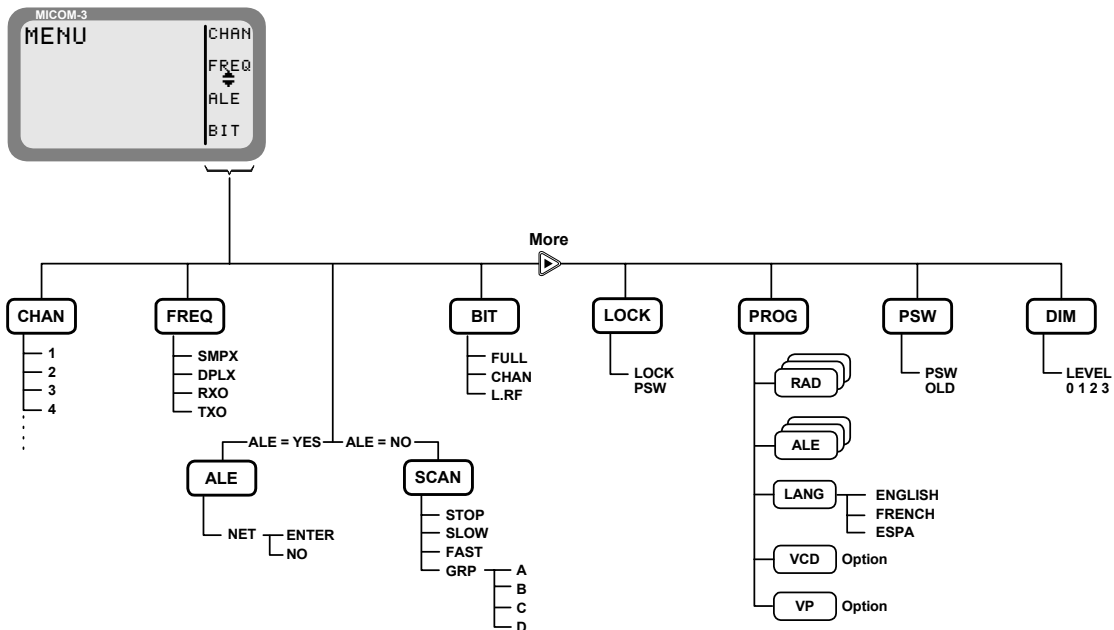 MICOM-3
MENU
CHAN
FREQ
ALE
BIT
More
CHAN
1
2
3
4
FREQ
SMPX
DPLX
RXO
TXO
ALE = YES
ALE = NO
ALE
NET
ENTER
NO
SCAN
STOP
SLOW
FAST
GRP
A
B
C
D
BIT
FULL
CHAN
L.RF
LOCK
LOCK
PSW
PROG
RAD
ALE
LANG
ENGLISH
FRENCH
ESPA
VCD
Option
VP
Option
PSW
PSW
OLD
DIM
LEVEL
0 1 2 3